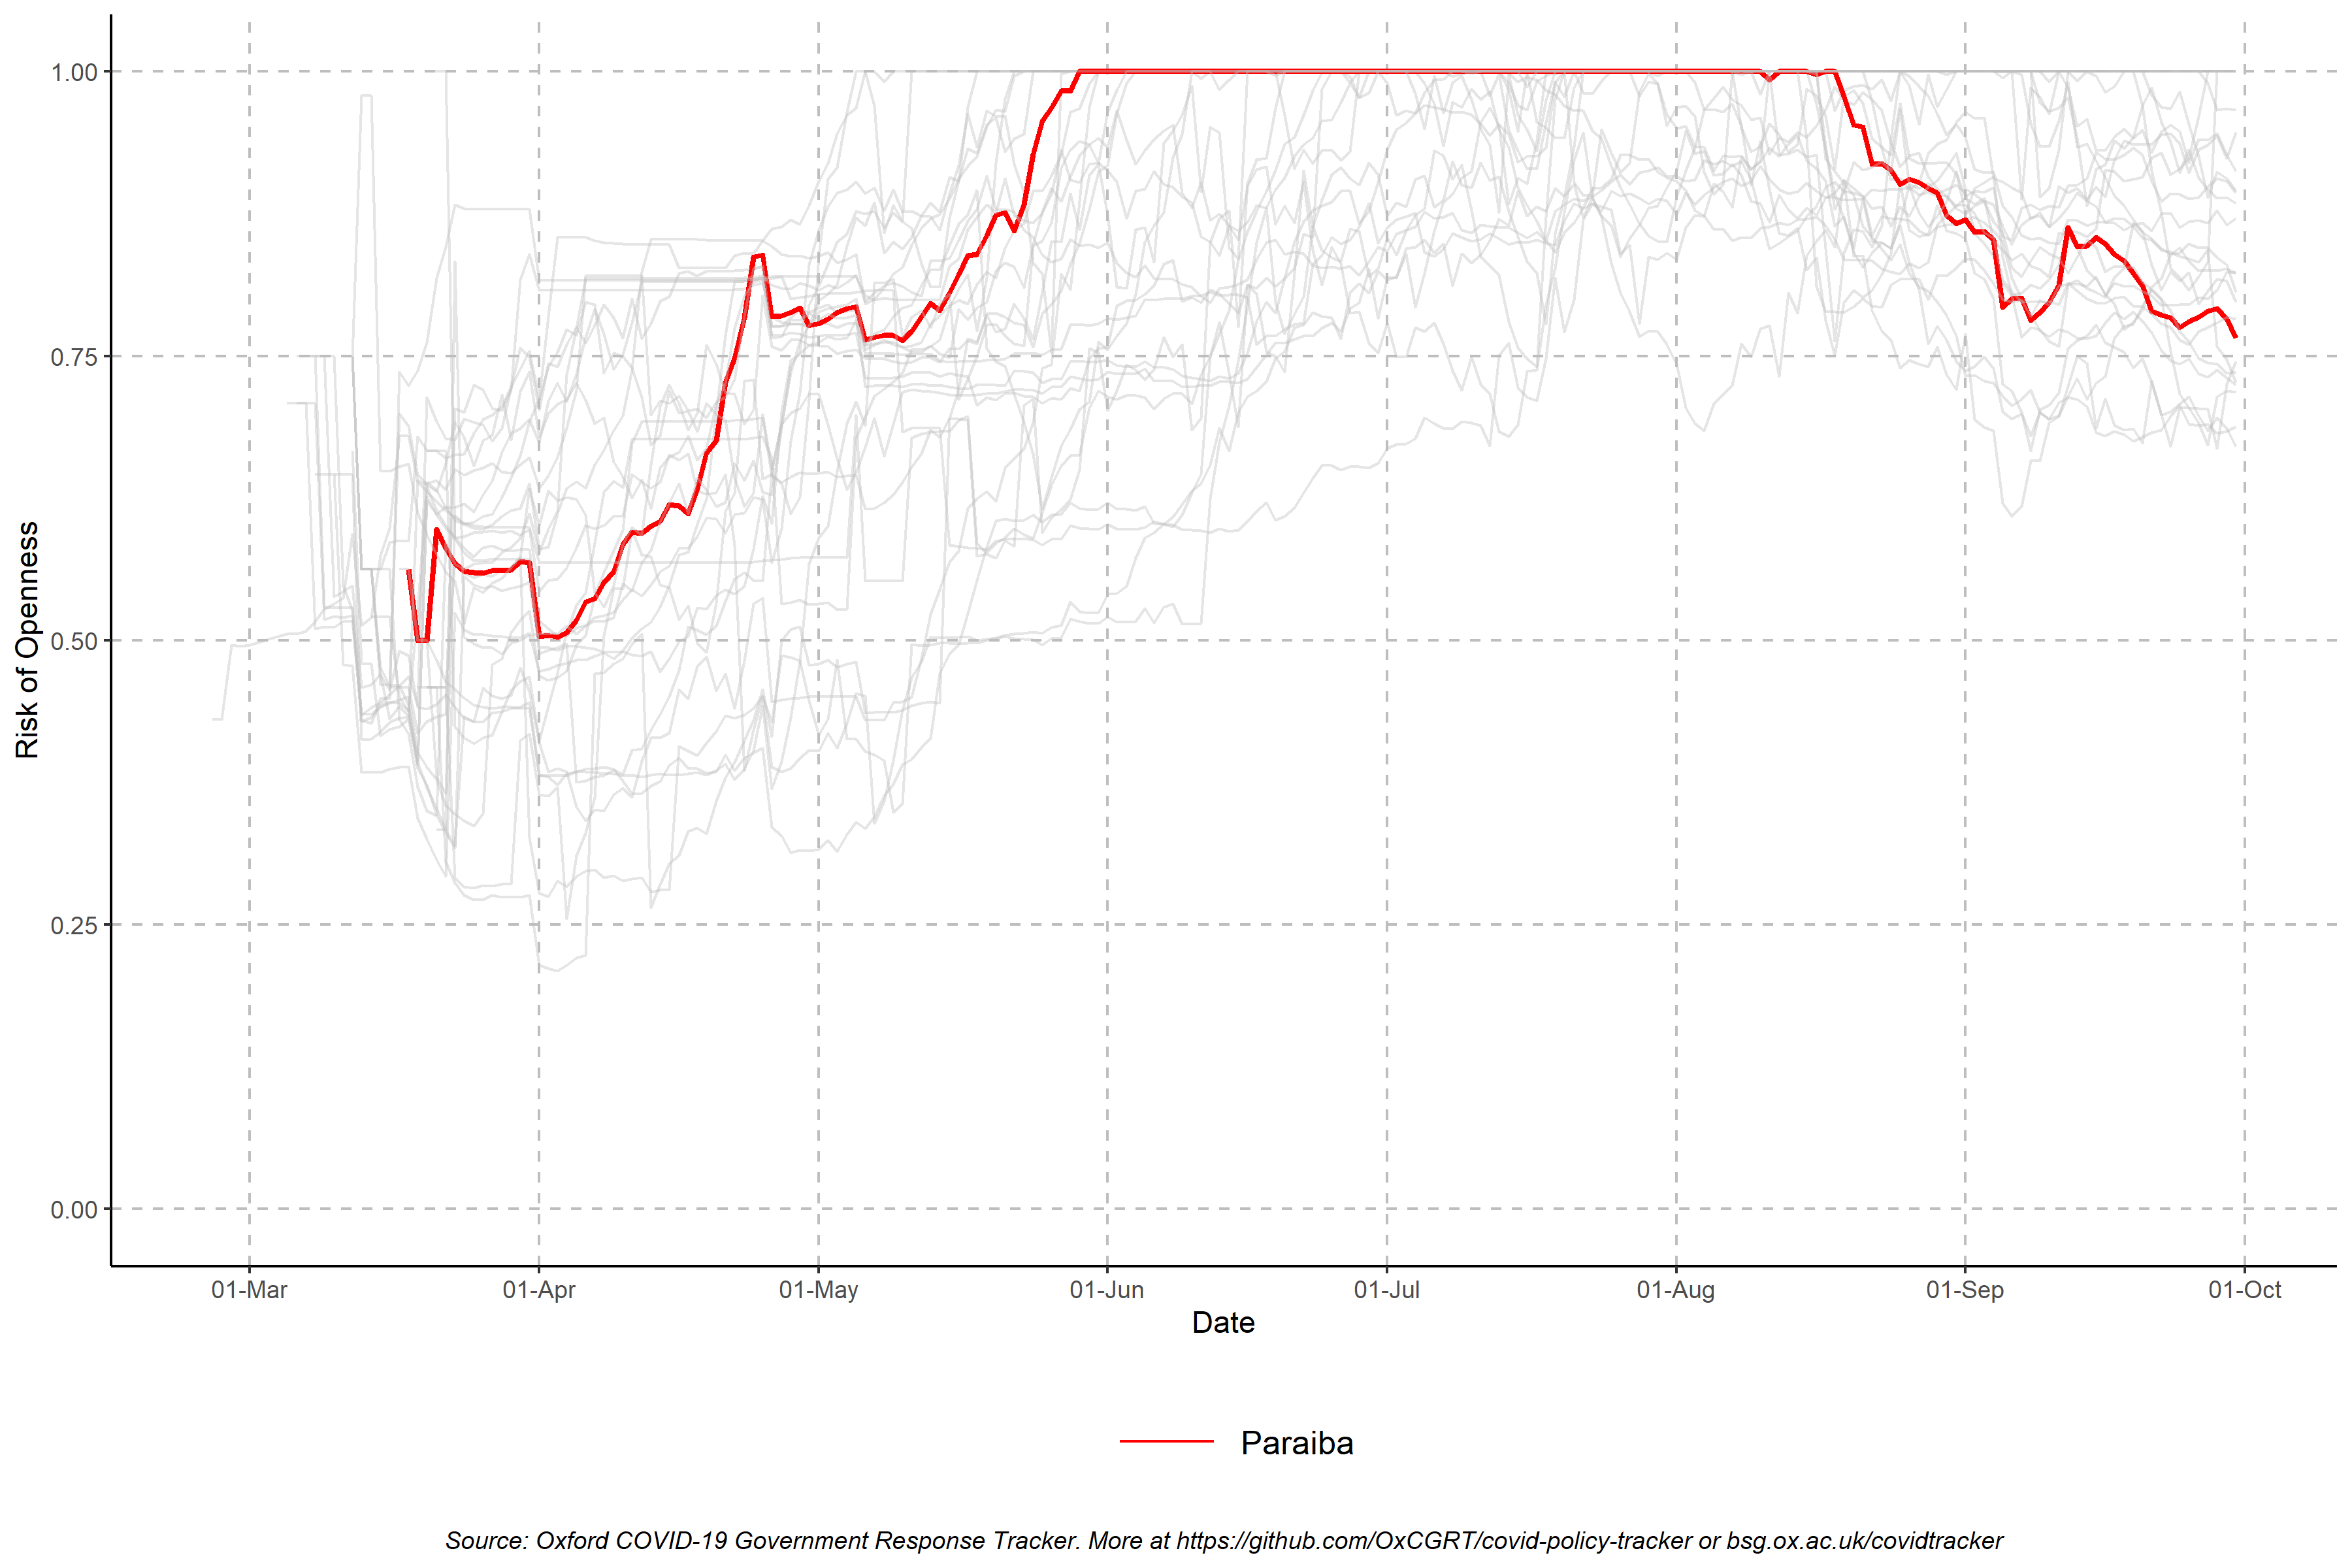 Risk of Openness
1.00
0.75
0.50
0.25
0.00
01-Mar 01-Apr 01-May 01-Jun 01-Jul 01-Aug 01-Sep 01-Oct
Date
Paraiba
Source: Oxford COVID-19 Government Response Tracker. More at https://github.com/OxCGRT/covid-policy-tracker or bsg.ox.ac.uk/covidtracker